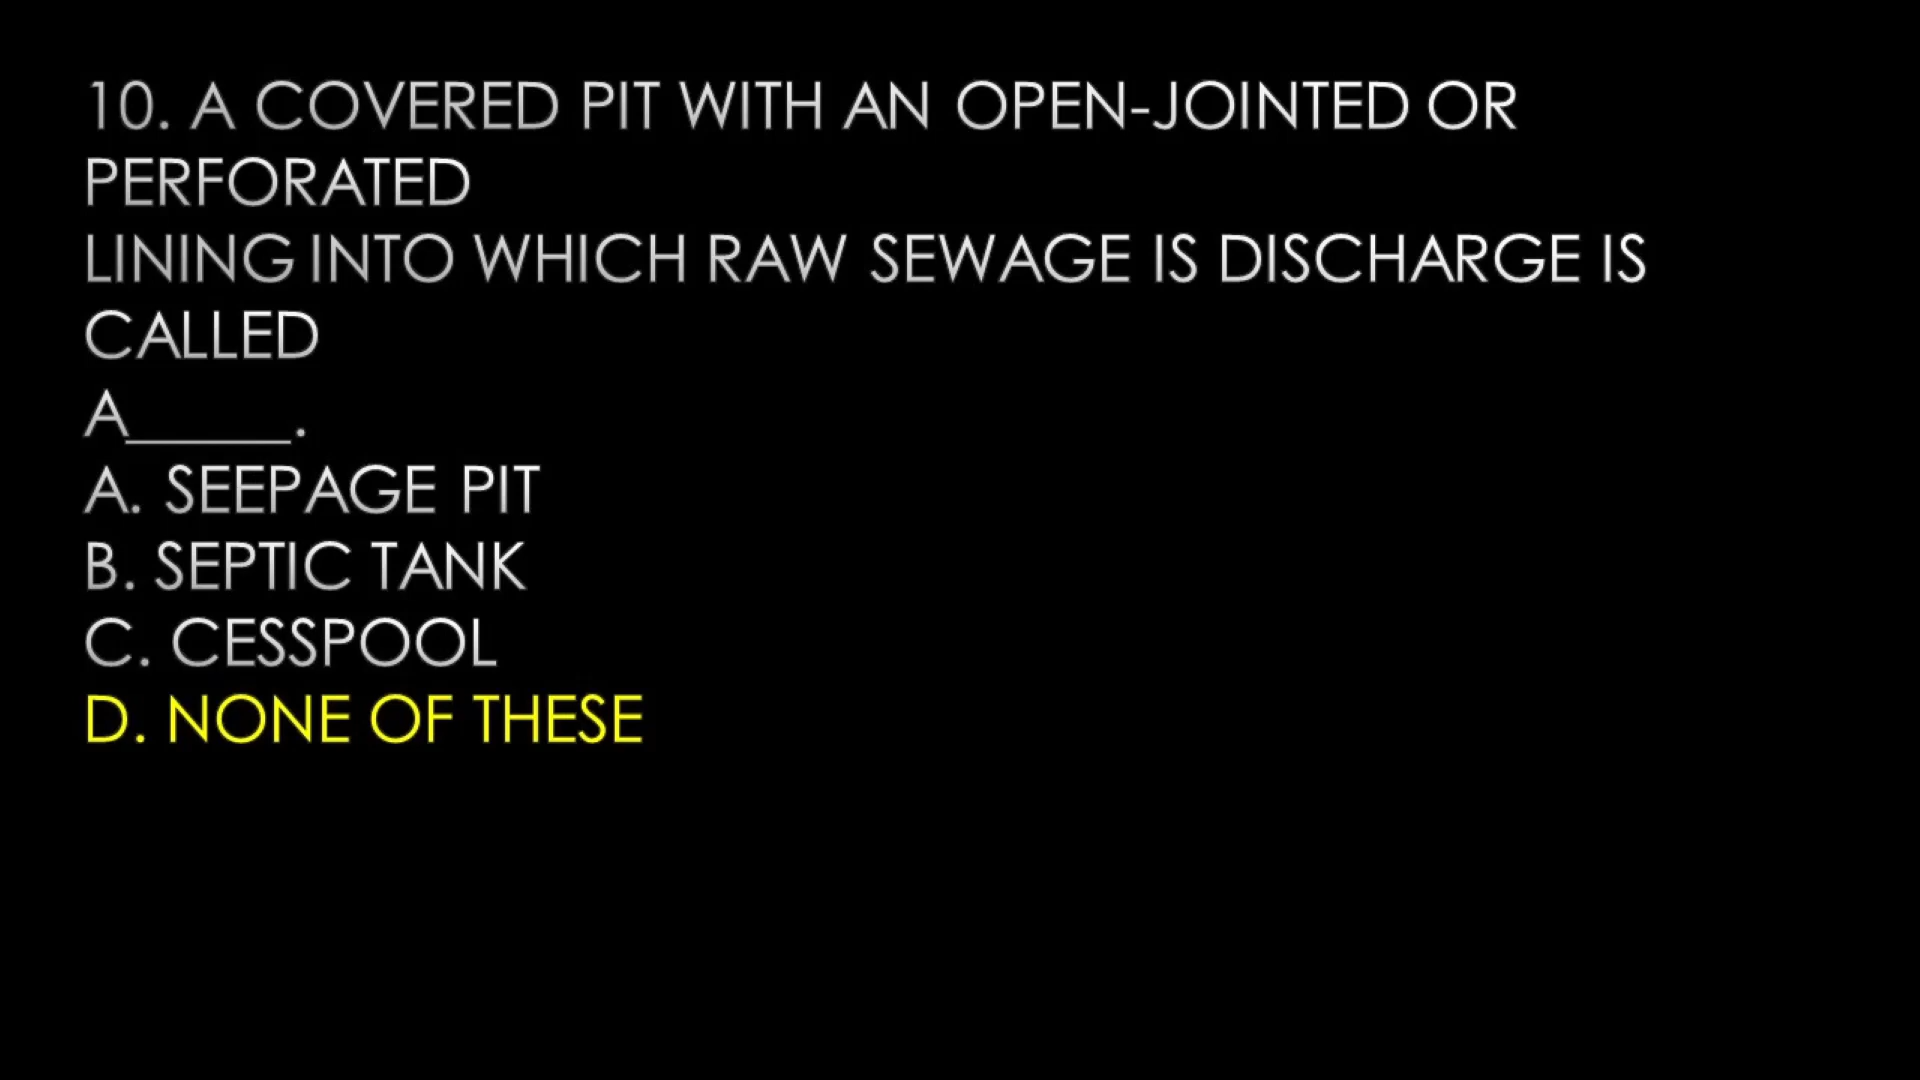 10. A COVERED PIT WITH AN OPEN-JOINTED OR
PERFORATED
LINING INTO WHICH RAW SEWAGE IS DISCHARGE IS
CALLED
A_____.
A. SEEPAGE PIT
B. SEPTIC TANK
C. CESSPOOL
D. NONE OF THESE